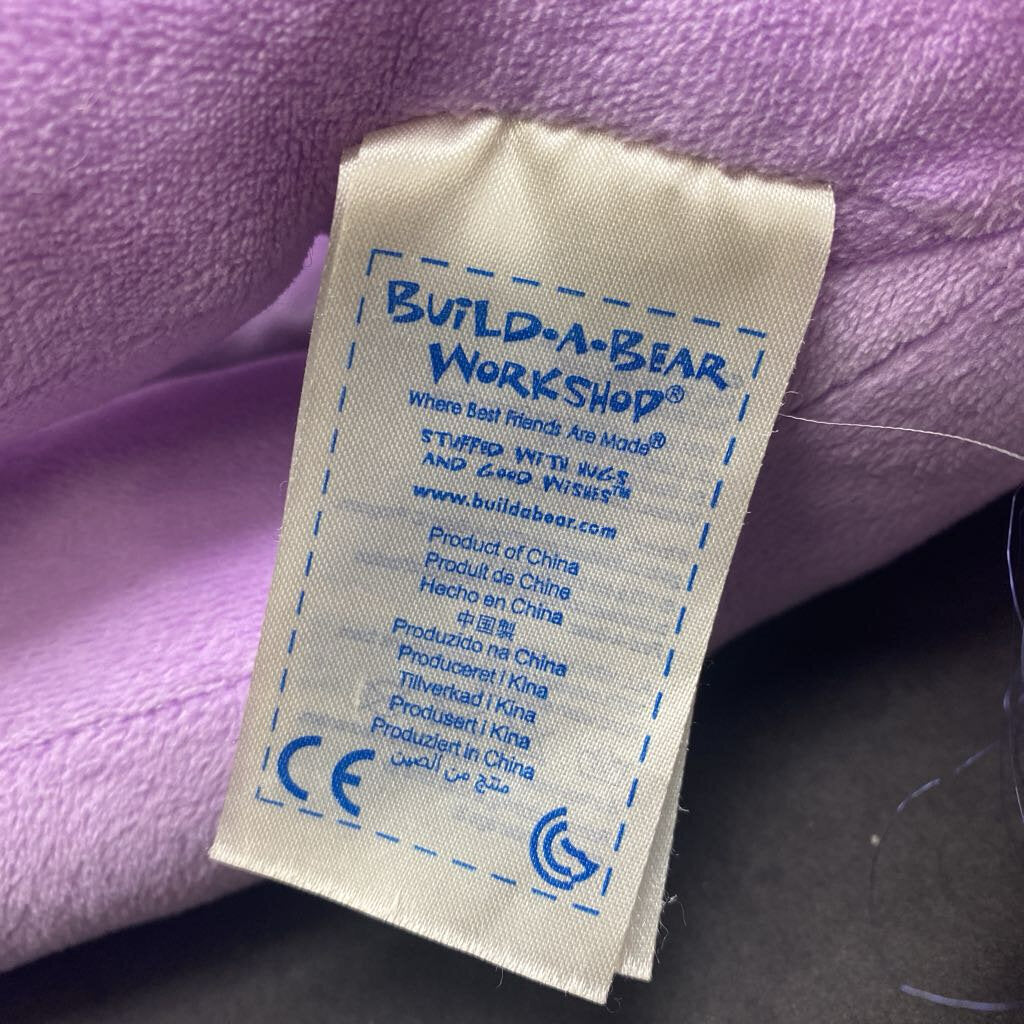 BUiLD•A•BEAR
WORKSHOP®
Where Best Friends Are Made®
STUFFED WITH HUGS
AND GOOD WISHES™
www.buildabear.com
Product of China
Produit de Chine
Hecho en China
中国製
Produzido na China
Produceret i Kina
Tillverkad i Kina
Produsert i Kina
Produziert in China
منتج من الصين
CE